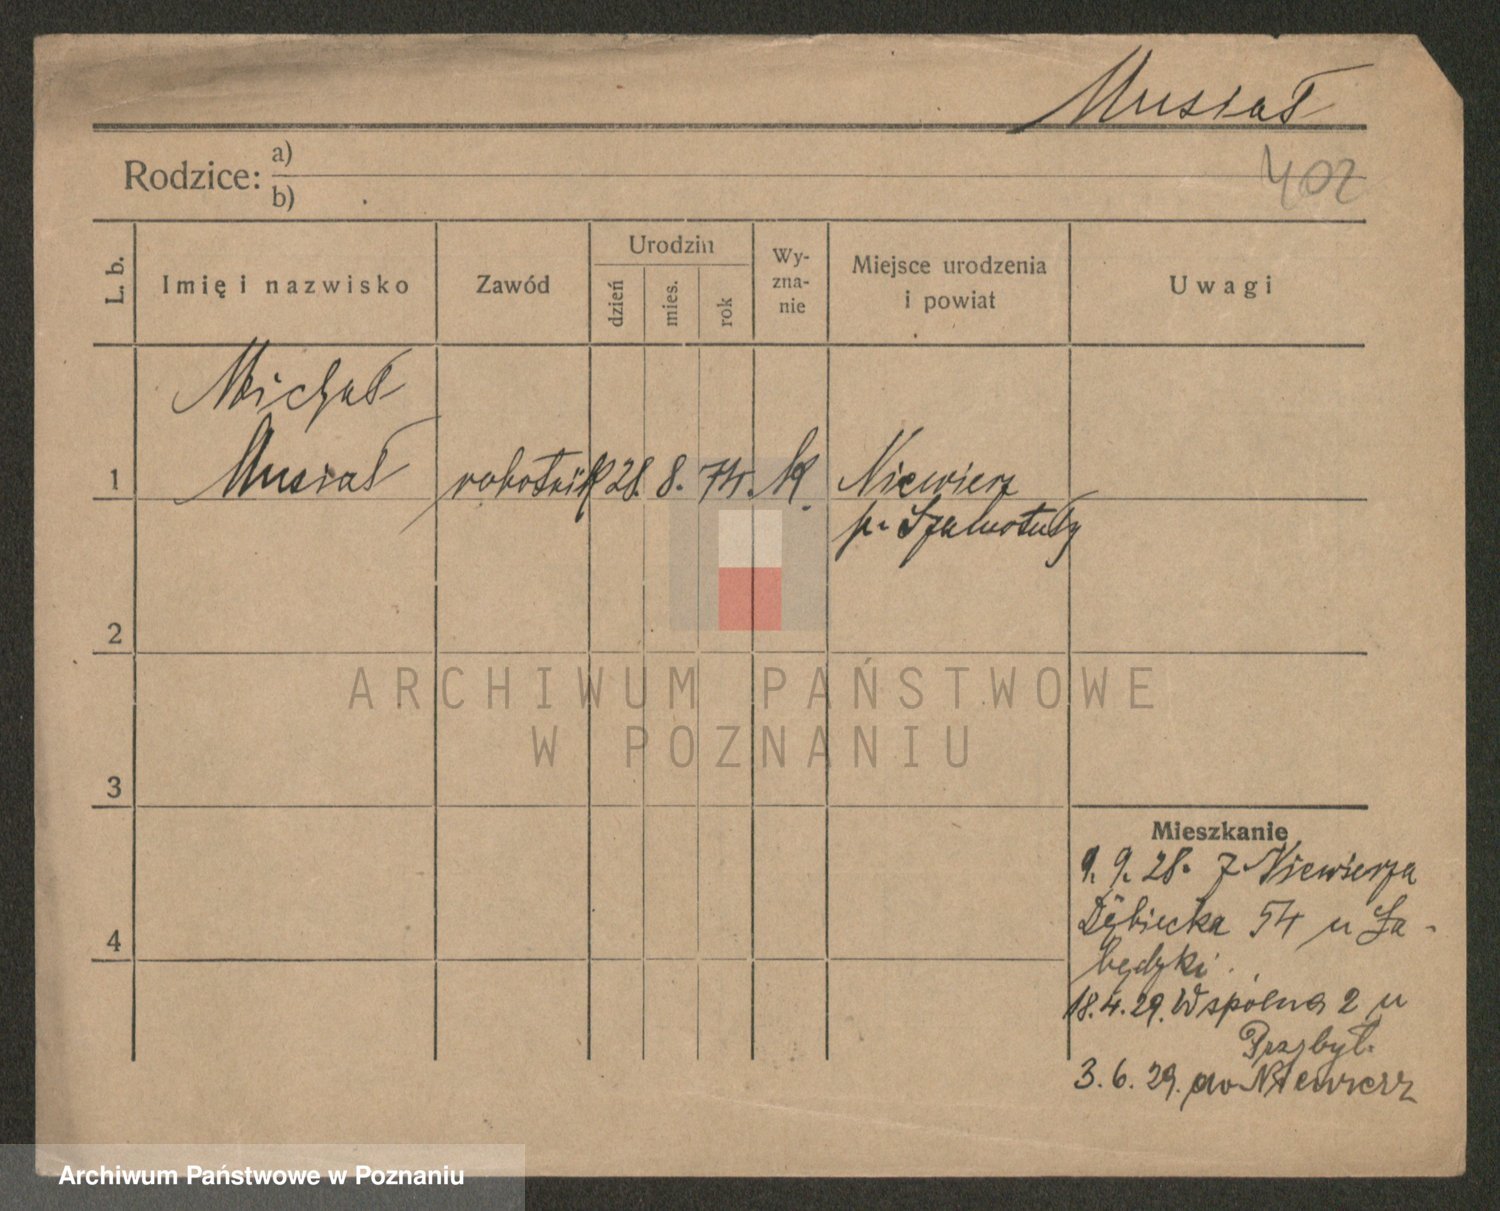 Musiał
402
Rodzice: a)
b)
L. b. Imię i nazwisko Zawód Urodzin dzień mies. rok Wy-zna-nie Miejsce urodzenia i powiat Uwagi
Michał
1 Musiał robotnik 28. 8. 74. K. Niewierz
p. Szamotuły
2
ARCHIWUM PAŃSTWOWE
W POZNANIU
3
Mieszkanie
9. 9. 28. z Niewierza
Dębiecka 54 u Ła-
4
będzki.
18. 4. 29. Wspólna 2 u
Przybył.
3. 6. 29. do Niewierz
Archiwum Państwowe w Poznaniu